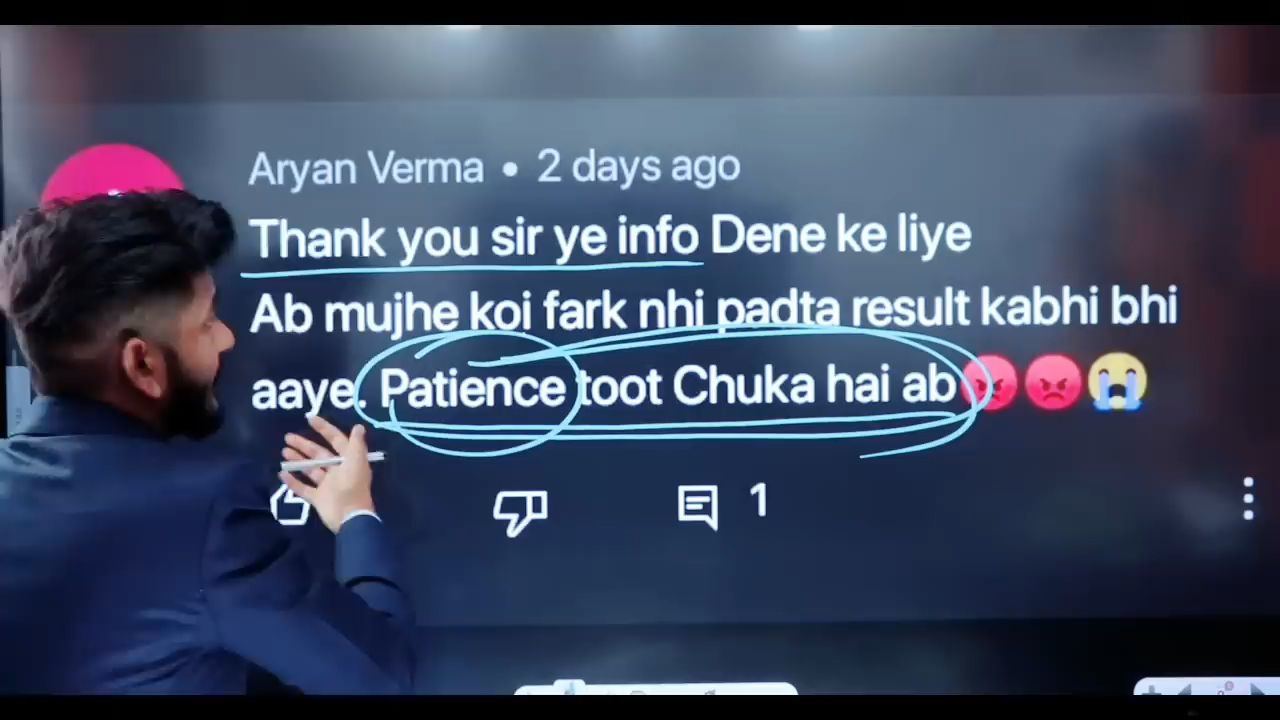 Aryan Verma • 2 days ago
Thank you sir ye info Dene ke liye
Ab mujhe koi fark nhi padta result kabhi bhi
aaye. Patience toot Chuka hai ab😡😡😭
1